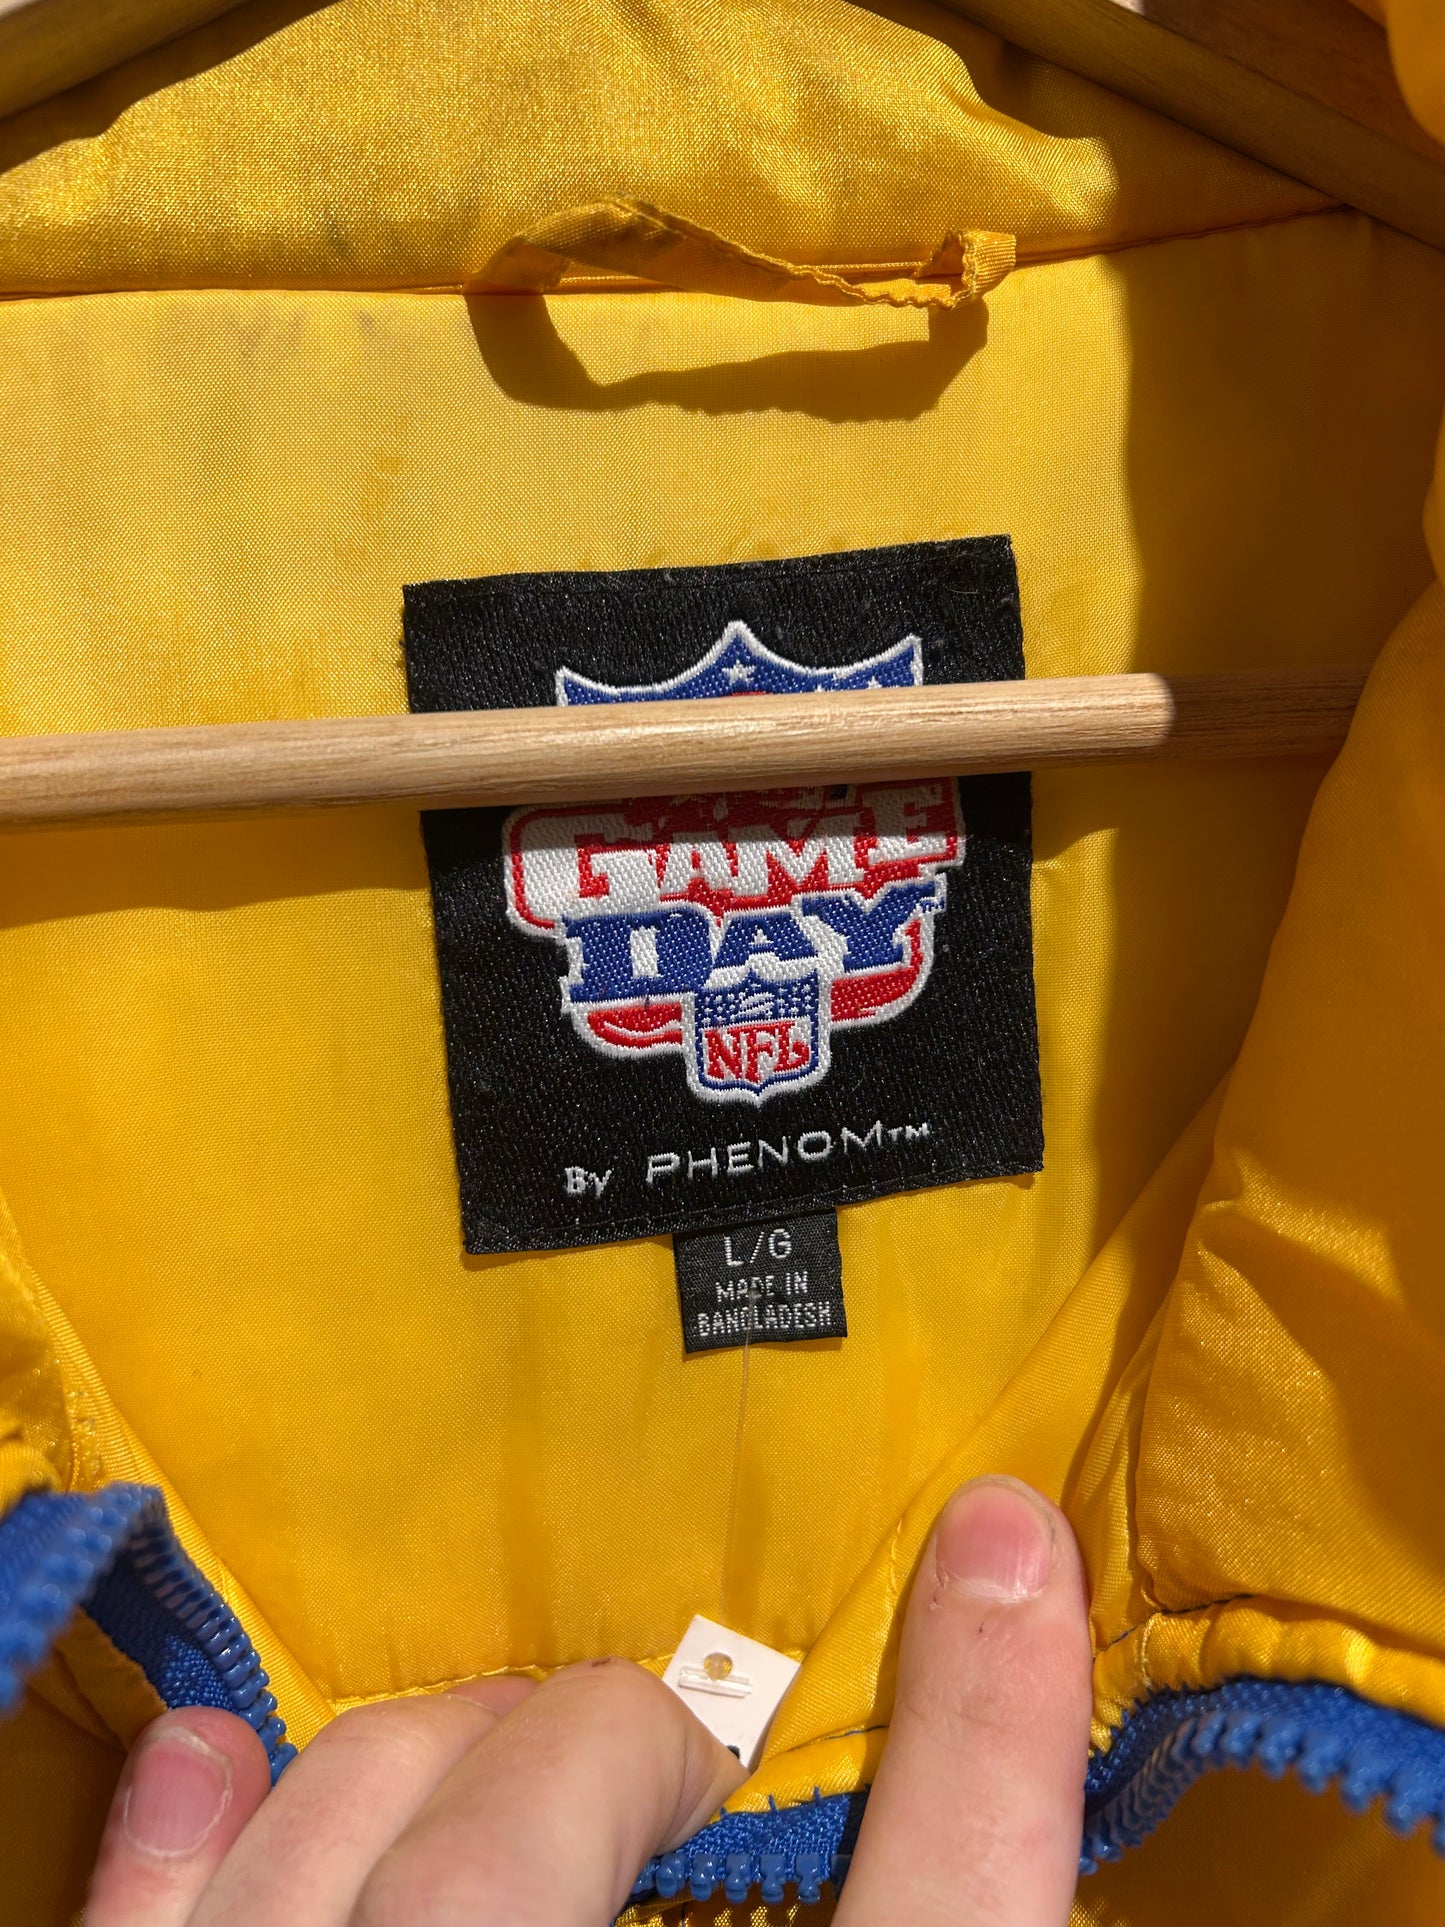 GAME
DAY
NFL
By PHENOM™
L/G
MADE IN
BANGLADESH